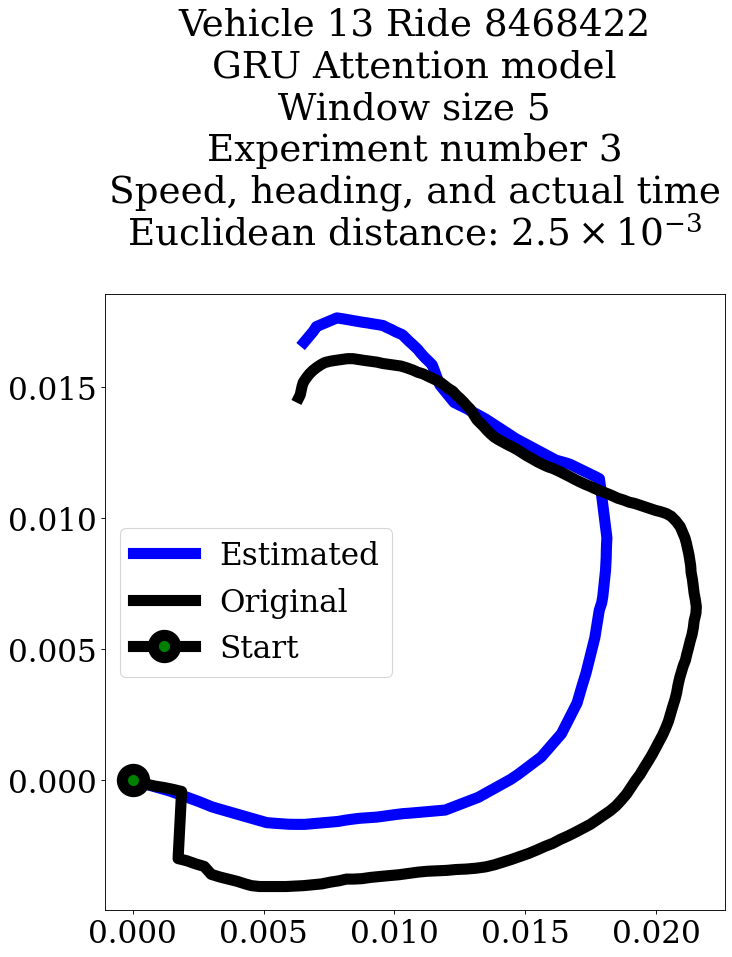 Vehicle 13 Ride 8468422
GRU Attention model
Window size 5
Experiment number 3
Speed, heading, and actual time
Euclidean distance: 2.5 × 10⁻³
0.015
0.010
0.005
0.000
Estimated
Original
Start
0.000 0.005 0.010 0.015 0.020